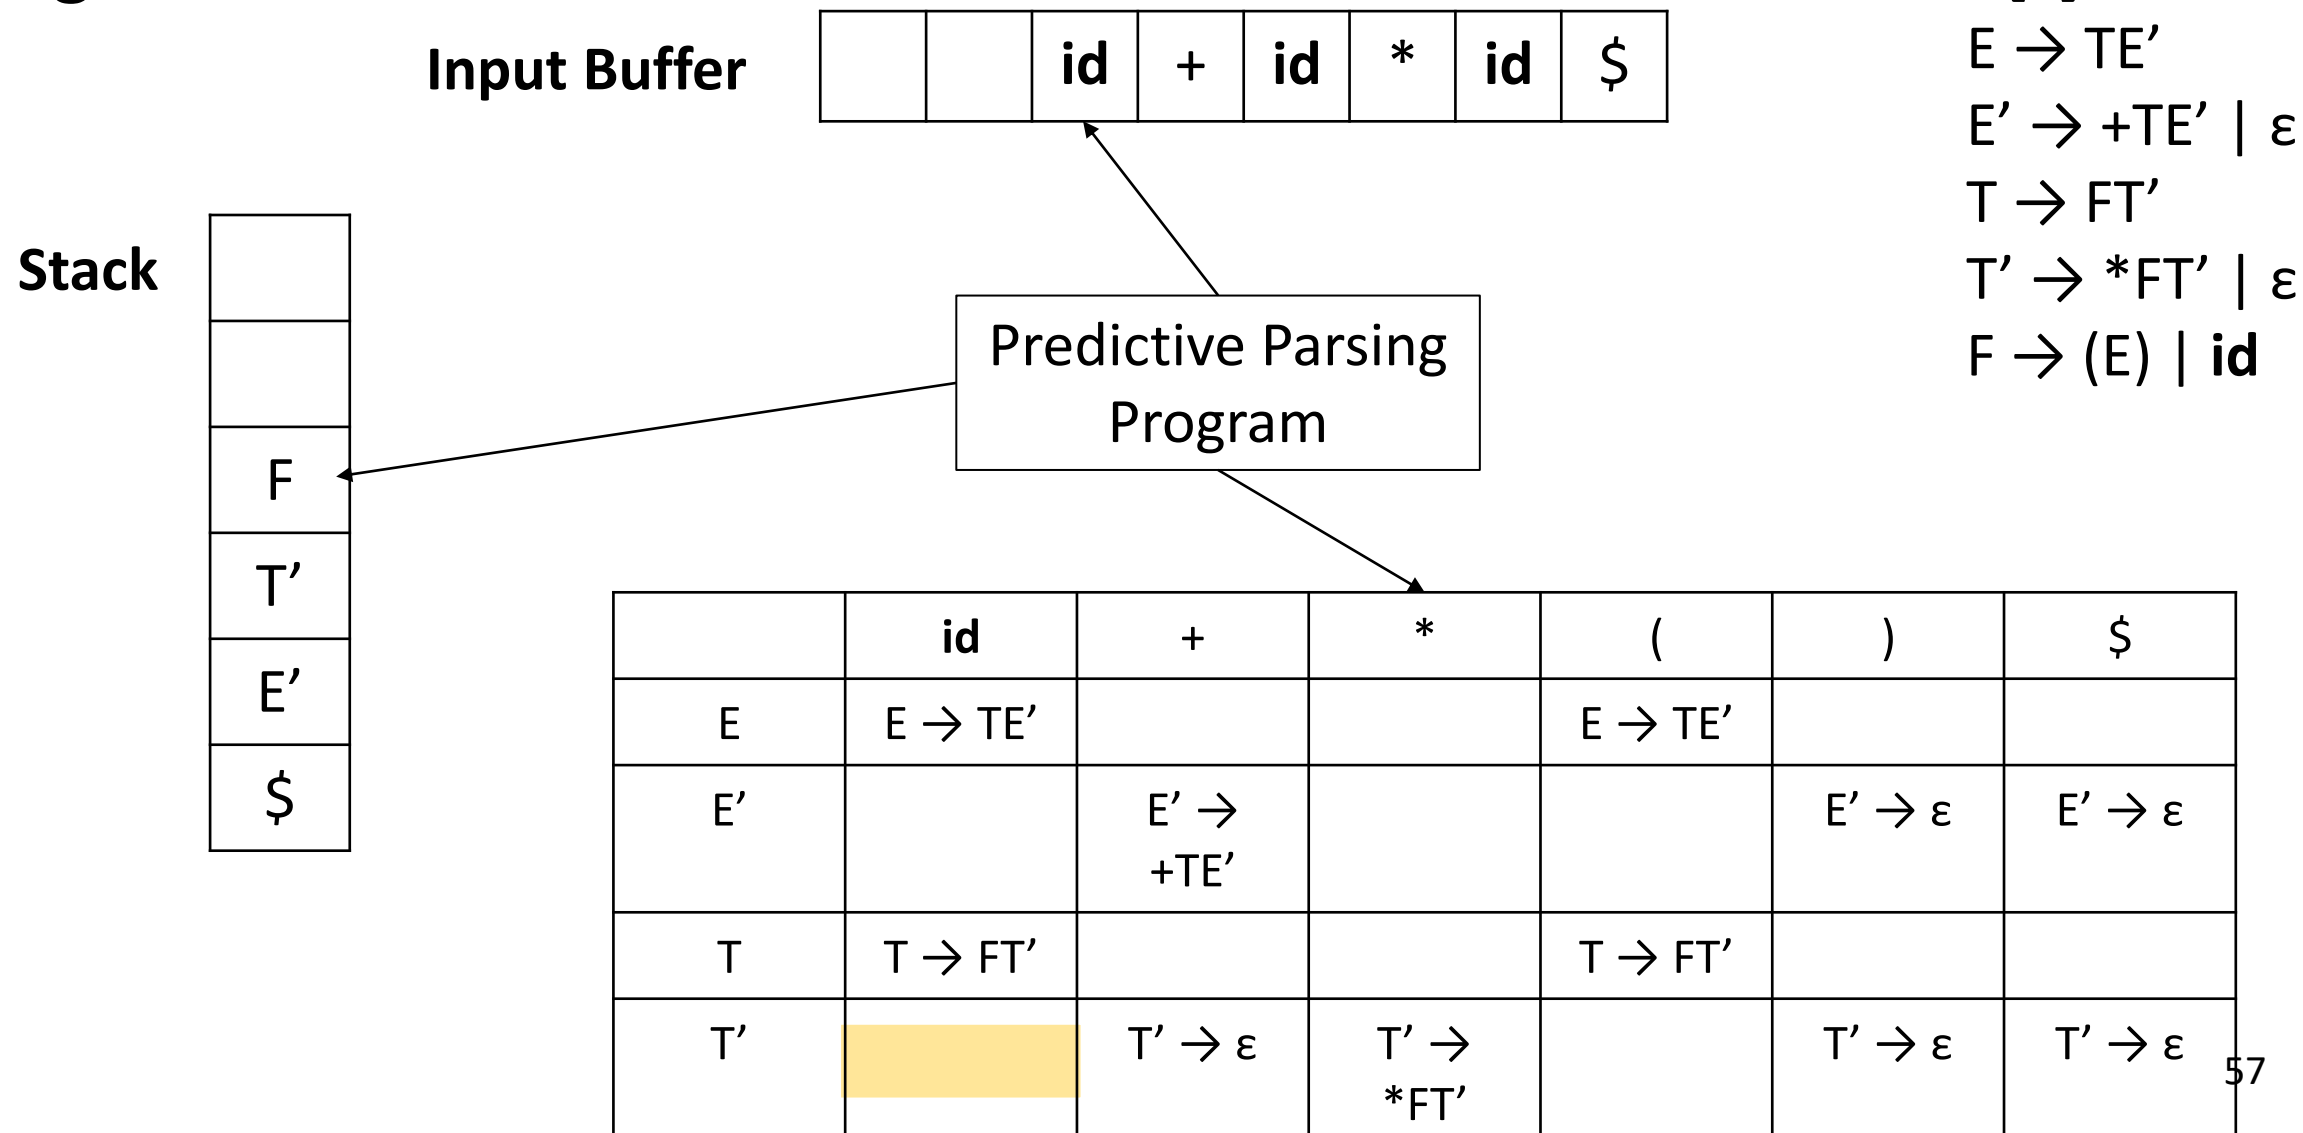 Input Buffer
id + id * id $
E → TE’
E’ → +TE’ | ε
T → FT’
T’ → *FT’ | ε
F → (E) | id
Stack
F
T’
E’
$
Predictive Parsing
Program
id + * ( ) $
E E → TE’ E → TE’
E’ E’ → E’ → ε E’ → ε
+TE’
T T → FT’ T → FT’
T’ T’ → ε T’ → T’ → ε T’ → ε
*FT’
57